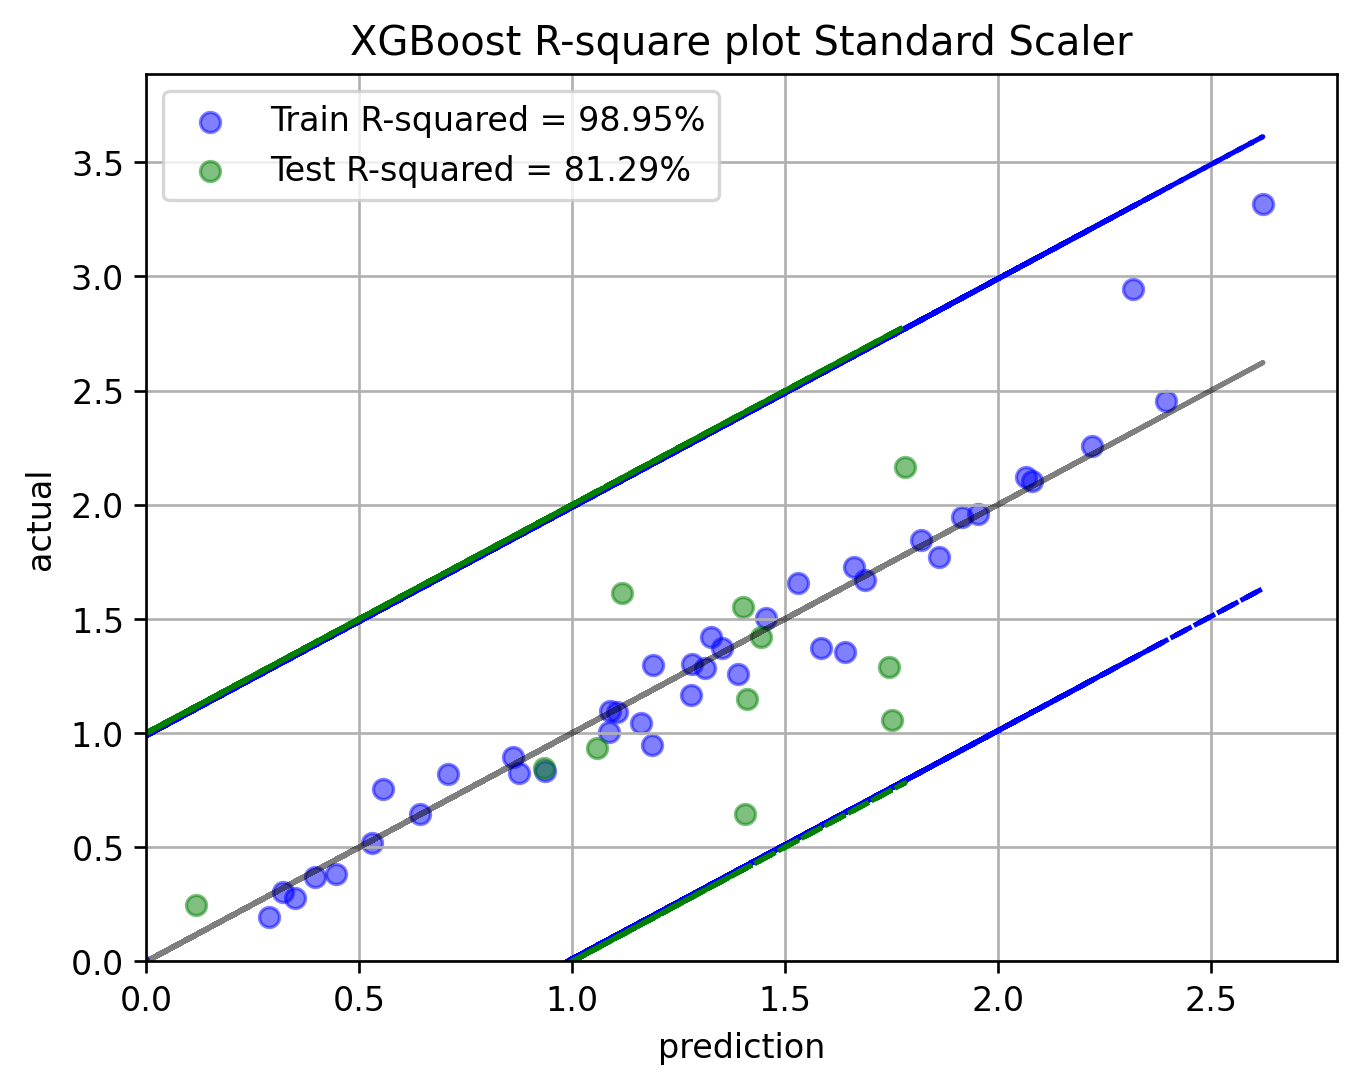 XGBoost R-square plot Standard Scaler
Train R-squared = 98.95%
Test R-squared = 81.29%
3.5
3.0
2.5
2.0
1.5
1.0
0.5
0.0
actual
0.0 0.5 1.0 1.5 2.0 2.5
prediction